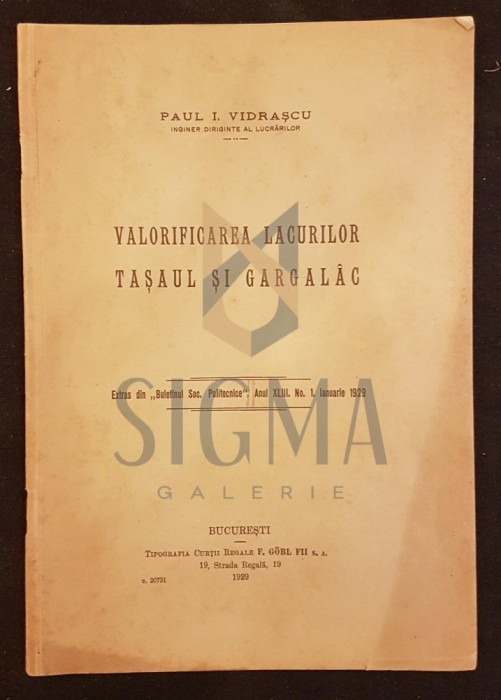 PAUL I. VIDRAŞCU
INGINER DIRIGINTE AL LUCRĂRILOR
VALORIFICAREA LACURILOR
TAŞAUL ŞI GARGALÂC
Extras din „Buletinul Soc. Politecnice“, Anul XLIII. No. 1, Ianuarie 1929
SIGMA
GALERIE
BUCUREŞTI
TIPOGRAFIA CURŢII REGALE F. GÖBL FII S. A.
19, Strada Regală, 19
s. 20731 1929